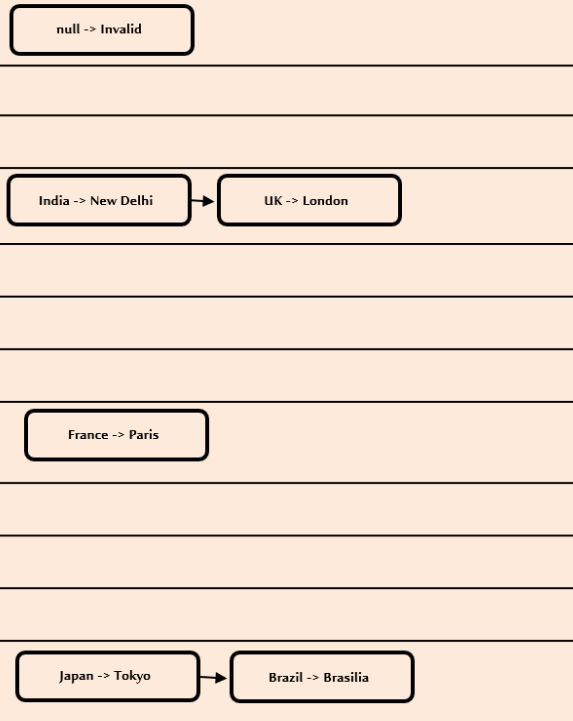 null -> Invalid
India -> New Delhi
UK -> London
France -> Paris
Japan -> Tokyo
Brazil -> Brasilia